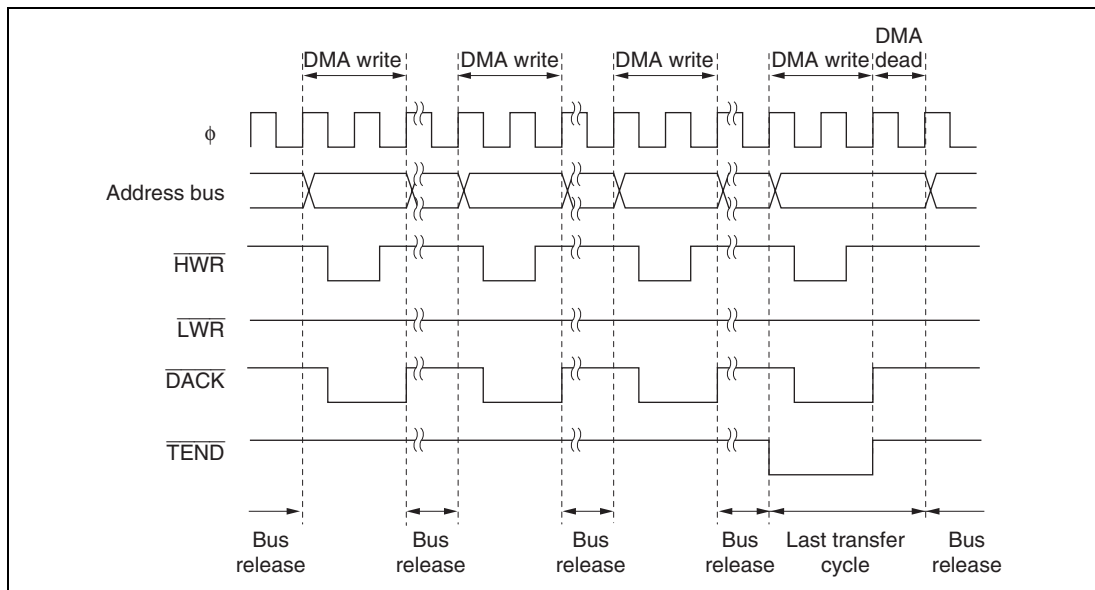 DMA
DMA write DMA write DMA write DMA write dead
ϕ
Address bus
HWR
LWR
DACK
TEND
Bus Bus Bus Bus Last transfer Bus
release release release release cycle release